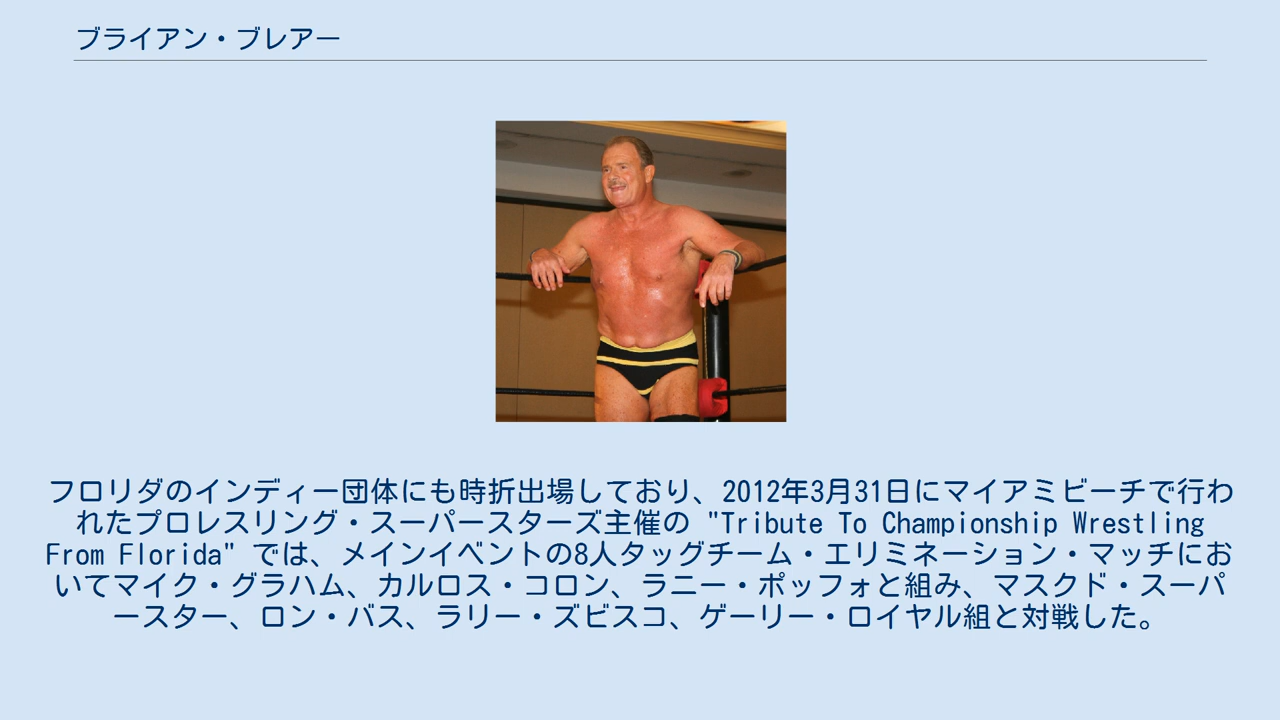 ブライアン・ブレアー
フロリダのインディー団体にも時折出場しており、2012年3月31日にマイアミビーチで行わ
れたプロレスリング・スーパースターズ主催の "Tribute To Championship Wrestling
From Florida" では、メインイベントの8人タッグチーム・エリミネーション・マッチにお
いてマイク・グラハム、カルロス・コロン、ラニー・ポッフォと組み、マスクド・スーパ
ースター、ロン・バス、ラリー・ズビスコ、ゲーリー・ロイヤル組と対戦した。